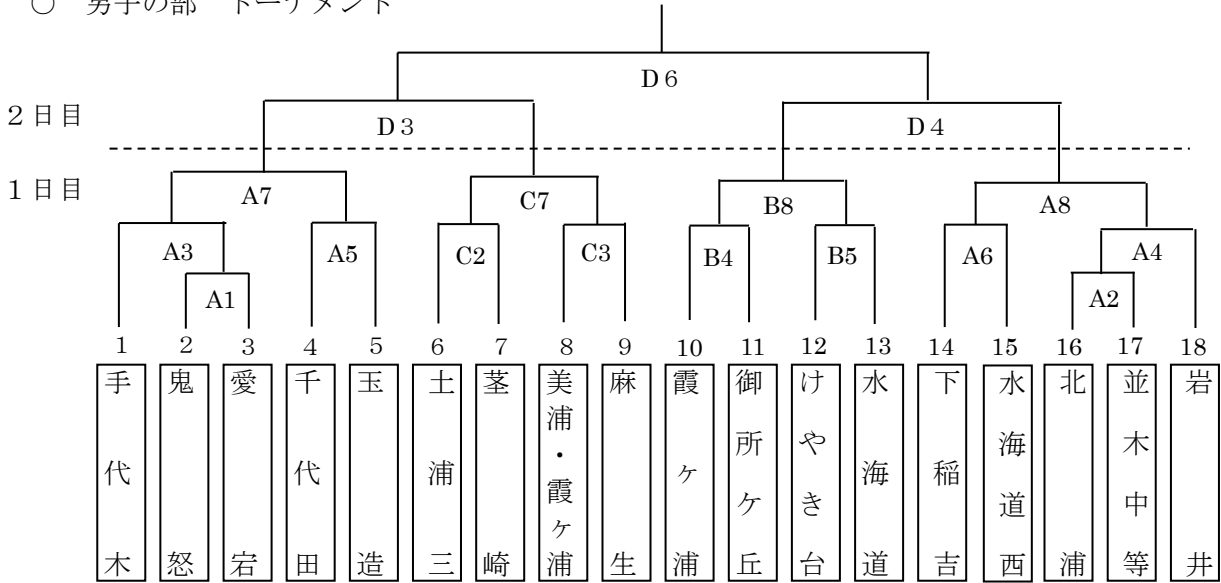 ○ 男子の部 トーナメント
D６
２日目
D３ D４
１日目
A7 C7 B8 A8
A3 A5 C2 C3 B4 B5 A6 A4
A1 A2
1 2 3 4 5 6 7 8 9 10 11 12 13 14 15 16 17 18
手代木
鬼怒
愛宕
千代田
玉造
土浦三
茎崎
美浦・霞ヶ浦
麻生
霞ヶ浦
御所ケ丘
けやき台
水海道
下稲吉
水海道西
北浦
並木中等
岩井